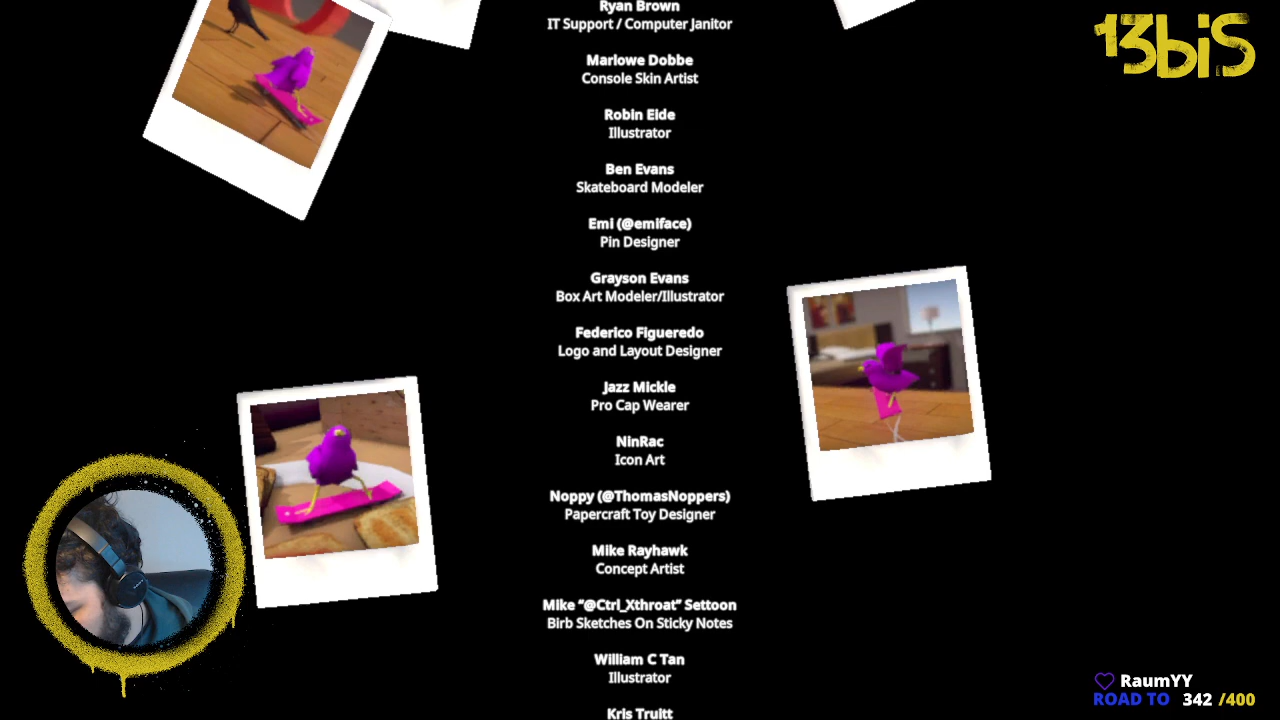 Ryan Brown
IT Support / Computer Janitor
Marlowe Dobbe
Console Skin Artist
Robin Eide
Illustrator
Ben Evans
Skateboard Modeler
Emi (@emiface)
Pin Designer
Grayson Evans
Box Art Modeler/Illustrator
Federico Figueredo
Logo and Layout Designer
Jazz Mickle
Pro Cap Wearer
NinRac
Icon Art
Noppy (@ThomasNoppers)
Papercraft Toy Designer
Mike Rayhawk
Concept Artist
Mike “@Ctrl_Xthroat” Settoon
Birb Sketches On Sticky Notes
William C Tan
Illustrator
Kris Truitt
13biS
RaumYY
ROAD TO 342 /400